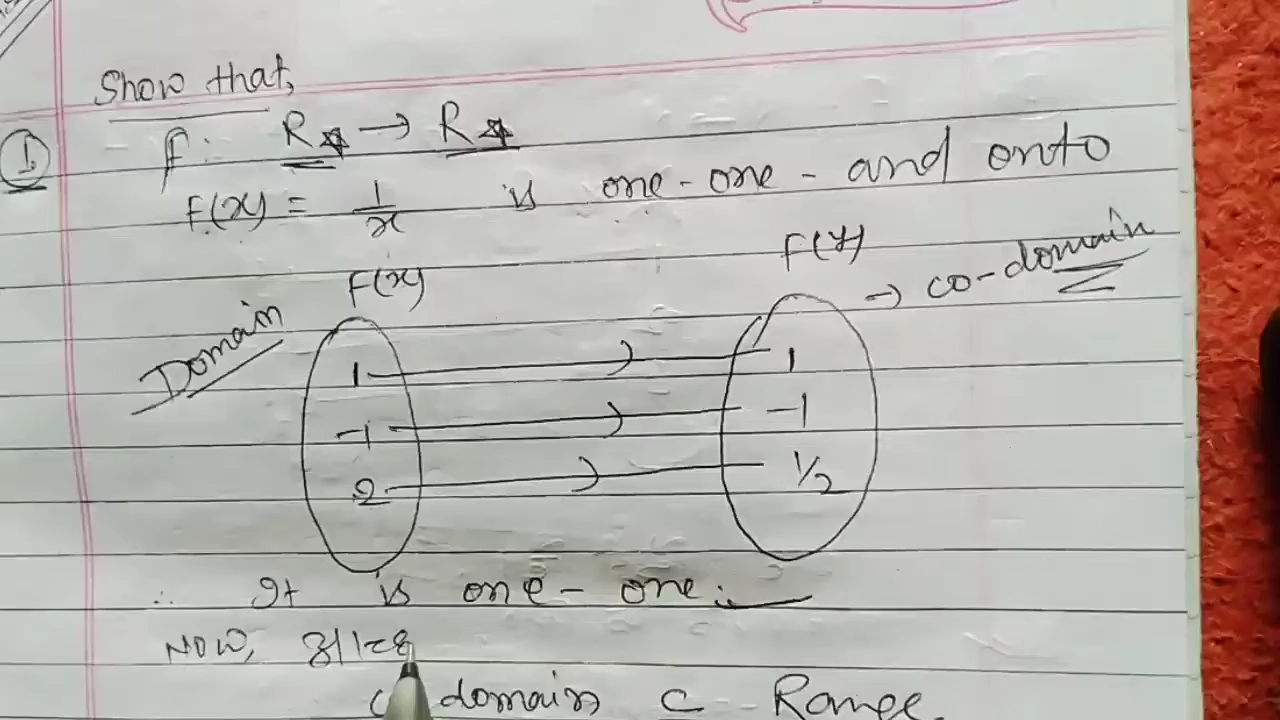 Show that,
① f: R★ → R★
F(x) = 1/x is one-one - and onto
F(x) F(y) → co-domain
Domain
1 → 1
-1 → -1
2 → 1/2
∴ It is one-one.
Now,
domain ⊂ Range.